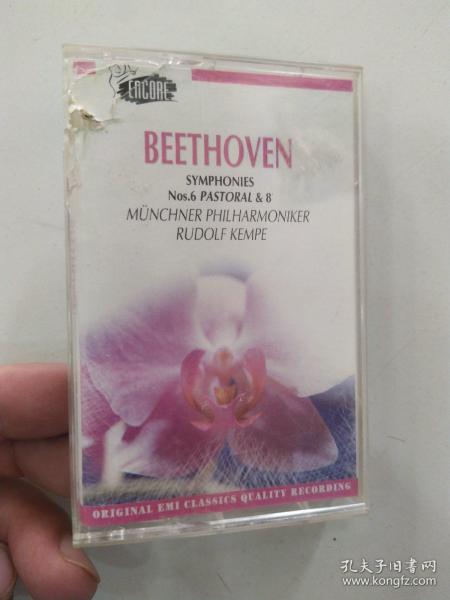 ENCORE
BEETHOVEN
SYMPHONIES
Nos.6 PASTORAL & 8
MÜNCHNER PHILHARMONIKER
RUDOLF KEMPE
ORIGINAL EMI CLASSICS QUALITY RECORDING
孔夫子旧书网
www.kongfz.com